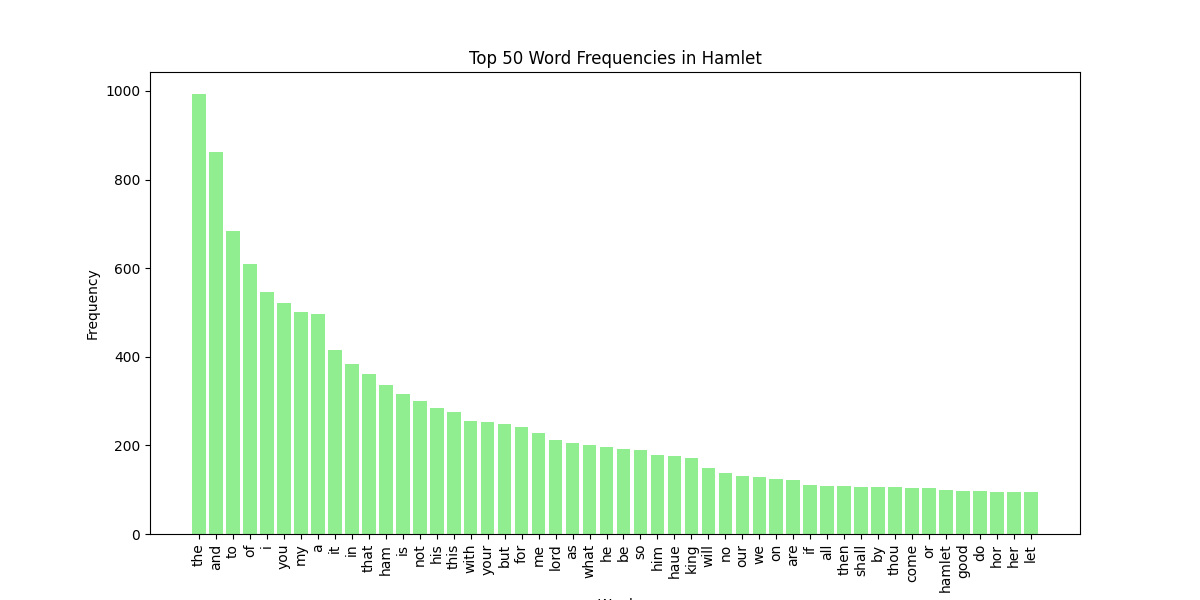 Top 50 Word Frequencies in Hamlet
1000
800
600
400
200
0
Frequency
the
and
to
of
i
you
my
a
it
in
that
ham
is
not
his
this
with
your
but
for
me
lord
as
what
he
be
so
him
haue
king
will
no
our
we
on
are
if
all
then
shall
by
thou
come
or
hamlet
good
do
hor
her
let